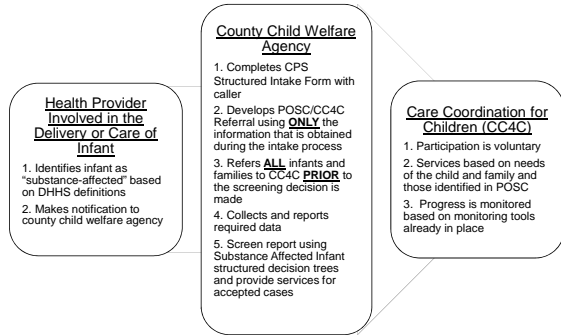 Health Provider
Involved in the
Delivery or Care of
Infant
1. Identifies infant as
“substance-affected” based
on DHHS definitions
2. Makes notification to
county child welfare agency
County Child Welfare
Agency
1. Completes CPS
Structured Intake Form with
caller
2. Develops POSC/CC4C
Referral using ONLY the
information that is obtained
during the intake process
3. Refers ALL infants and
families to CC4C PRIOR to
the screening decision is
made
4. Collects and reports
required data
5. Screen report using
Substance Affected Infant
structured decision trees
and provide services for
accepted cases
Care Coordination for
Children (CC4C)
1. Participation is voluntary
2. Services based on needs
of the child and family and
those identified in POSC
3. Progress is monitored
based on monitoring tools
already in place